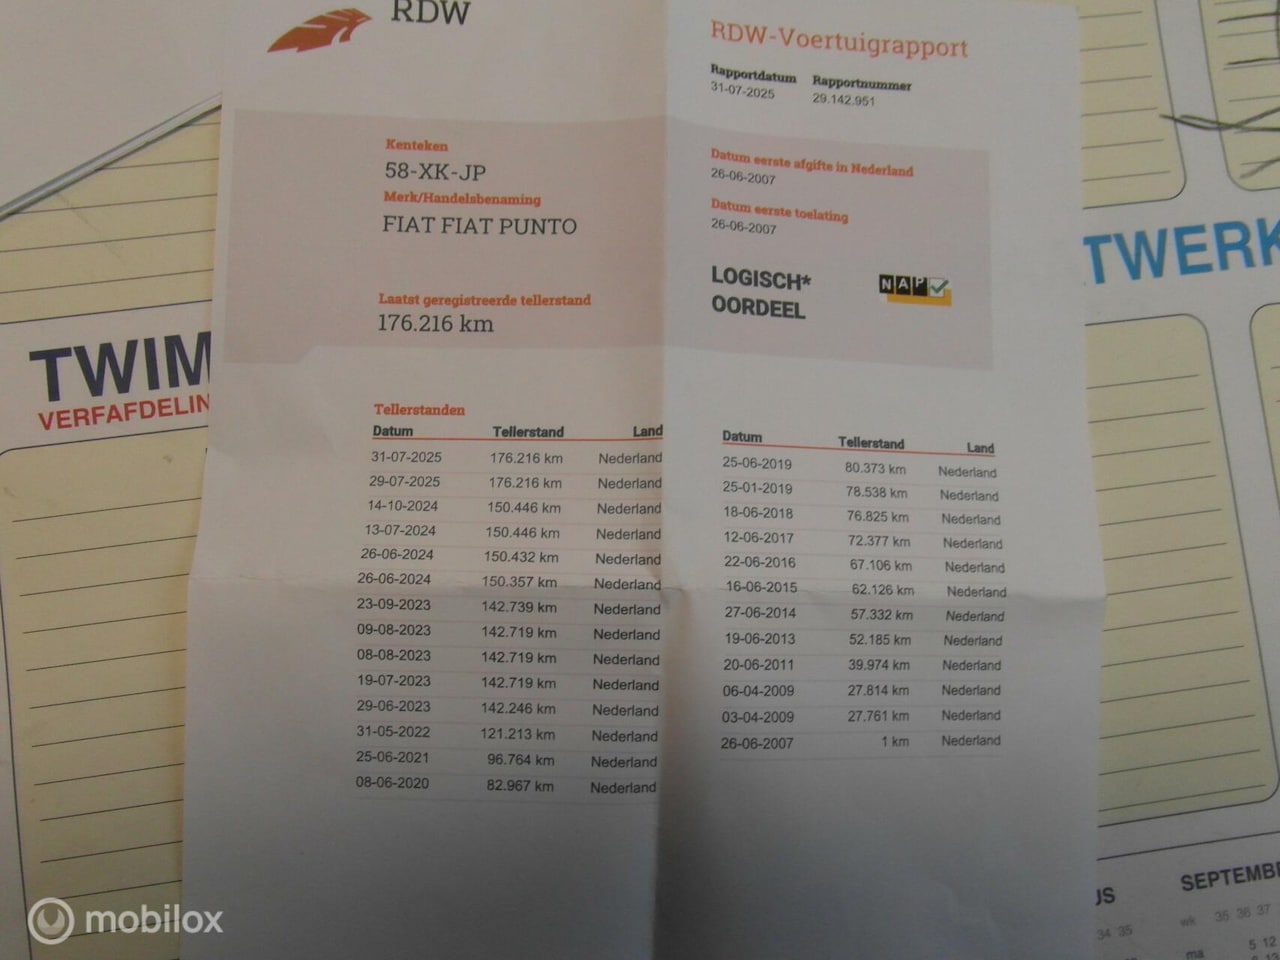 RDW
RDW-Voertuigrapport
Rapportdatum Rapportnummer
31-07-2025 29.142.951
Kenteken
58-XK-JP
Merk/Handelsbenaming
FIAT FIAT PUNTO
Laatst geregistreerde tellerstand
176.216 km
Datum eerste afgifte in Nederland
26-06-2007
Datum eerste toelating
26-06-2007
LOGISCH*
OORDEEL
NAP
Tellerstanden
Datum Tellerstand Land
31-07-2025 176.216 km Nederland
29-07-2025 176.216 km Nederland
14-10-2024 150.446 km Nederland
13-07-2024 150.446 km Nederland
26-06-2024 150.432 km Nederland
26-06-2024 150.357 km Nederland
23-09-2023 142.739 km Nederland
09-08-2023 142.719 km Nederland
08-08-2023 142.719 km Nederland
19-07-2023 142.719 km Nederland
29-06-2023 142.246 km Nederland
31-05-2022 121.213 km Nederland
25-06-2021 96.764 km Nederland
08-06-2020 82.967 km Nederland
Datum Tellerstand Land
25-06-2019 80.373 km Nederland
25-01-2019 78.538 km Nederland
18-06-2018 76.825 km Nederland
12-06-2017 72.377 km Nederland
22-06-2016 67.106 km Nederland
16-06-2015 62.126 km Nederland
27-06-2014 57.332 km Nederland
19-06-2013 52.185 km Nederland
20-06-2011 39.974 km Nederland
06-04-2009 27.814 km Nederland
03-04-2009 27.761 km Nederland
26-06-2007 1 km Nederland
TWIM
VERFAFDELIN
TWERK
US
34 35
SEPTEMBE
wk 35 36 37
ma 5 12
mobilox